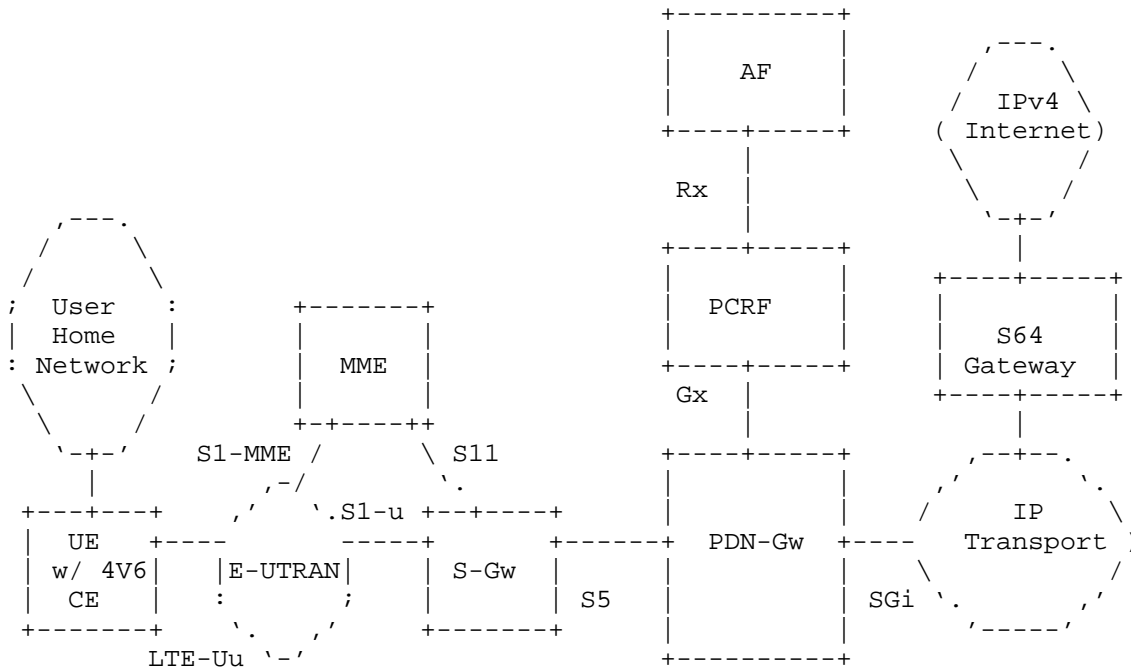 AF
IPv4
Internet
Rx
User
Home
Network
MME
PCRF
S64
Gateway
Gx
S1-MME
S11
S1-u
UE
w/ 4V6
CE
E-UTRAN
S-Gw
PDN-Gw
IP
Transport
S5
SGi
LTE-Uu